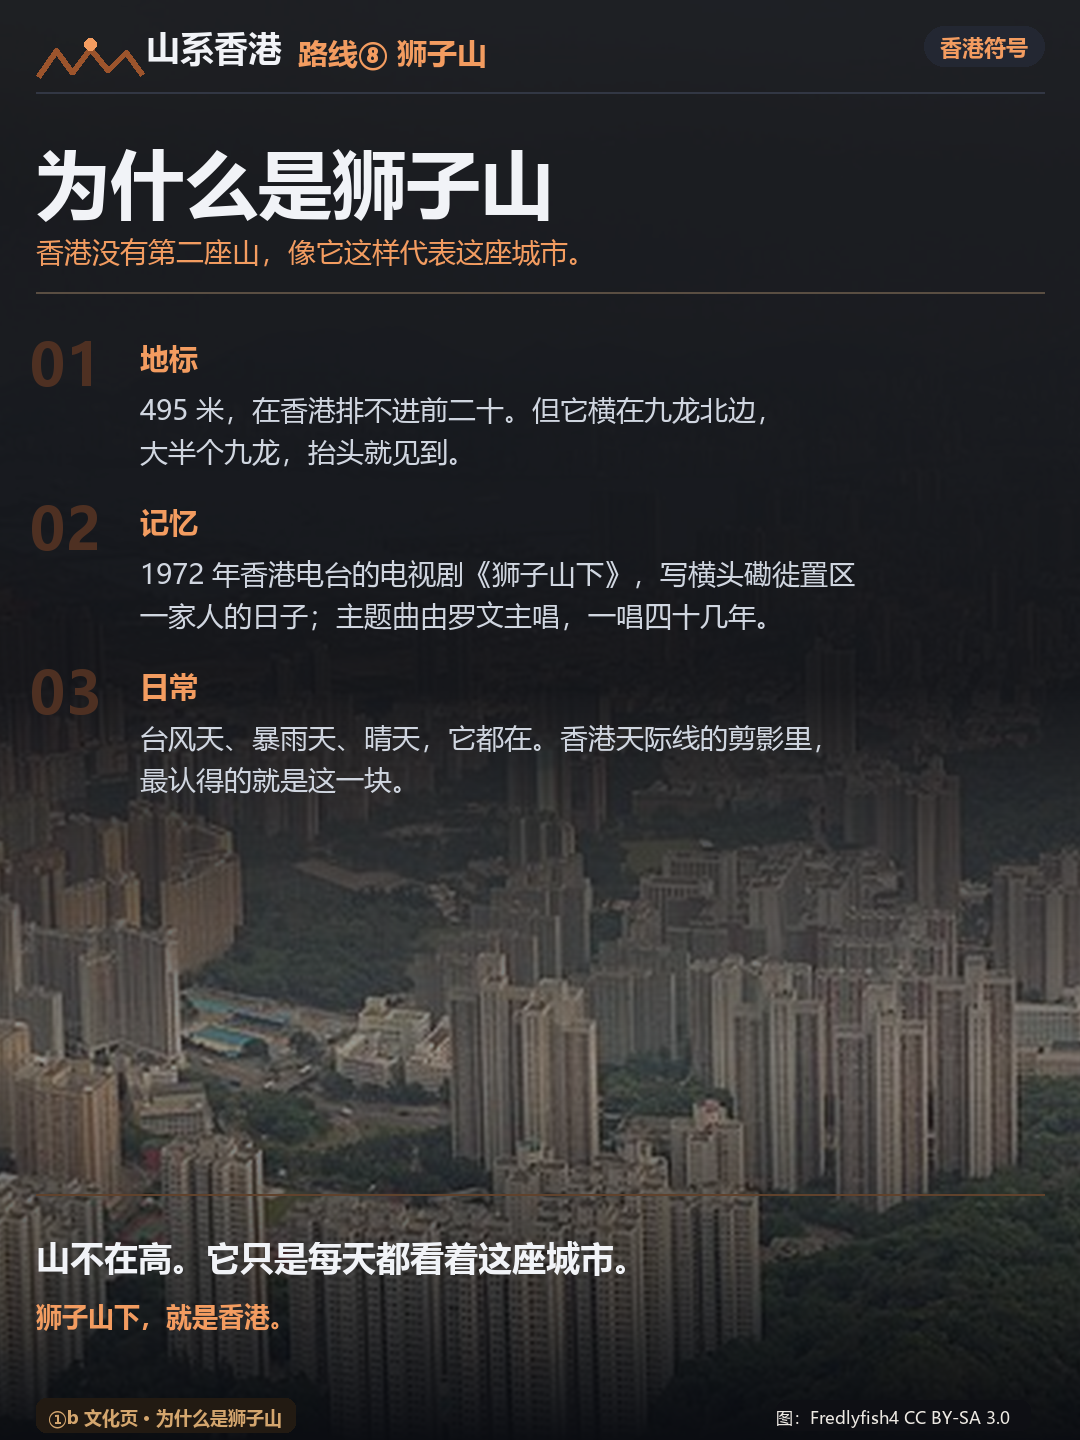 山系香港 路线⑧ 狮子山
香港符号
为什么是狮子山
香港没有第二座山，像它这样代表这座城市。
01
地标
495 米，在香港排不进前二十。但它横在九龙北边，
大半个九龙，抬头就见到。
02
记忆
1972 年香港电台的电视剧《狮子山下》，写横头磡徙置区
一家人的日子；主题曲由罗文主唱，一唱四十几年。
03
日常
台风天、暴雨天、晴天，它都在。香港天际线的剪影里，
最认得的就是这一块。
山不在高。它只是每天都看着这座城市。
狮子山下，就是香港。
①b 文化页·为什么是狮子山
图：Fredlyfish4 CC BY-SA 3.0